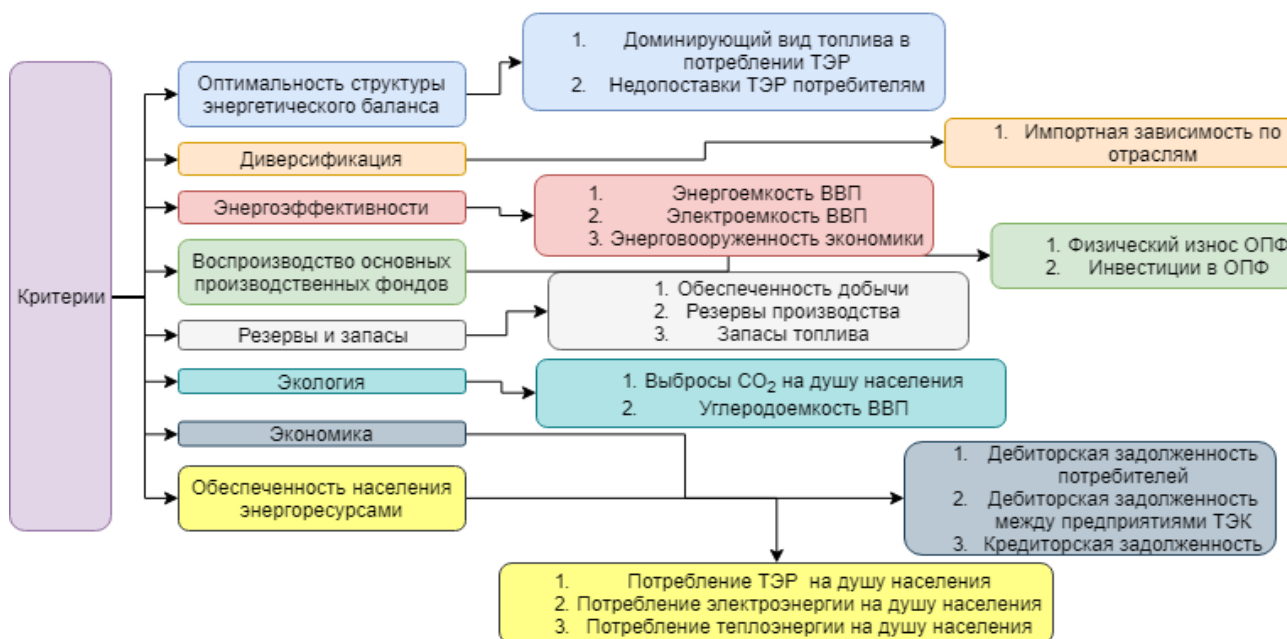 Критерии
Оптимальность структуры
энергетического баланса
1. Доминирующий вид топлива в
потреблении ТЭР
2. Недопоставки ТЭР потребителям
Диверсификация
1. Импортная зависимость по
отраслям
Энергоэффективности
1. Энергоемкость ВВП
2. Электроемкость ВВП
3. Энерговооруженность экономики
Воспроизводство основных
производственных фондов
1. Физический износ ОПФ
2. Инвестиции в ОПФ
Резервы и запасы
1. Обеспеченность добычи
2. Резервы производства
3. Запасы топлива
Экология
1. Выбросы CO₂ на душу населения
2. Углеродоемкость ВВП
Экономика
1. Дебиторская задолженность
потребителей
2. Дебиторская задолженность
между предприятиями ТЭК
3. Кредиторская задолженность
Обеспеченность населения
энергоресурсами
1. Потребление ТЭР на душу населения
2. Потребление электроэнергии на душу населения
3. Потребление теплоэнергии на душу населения